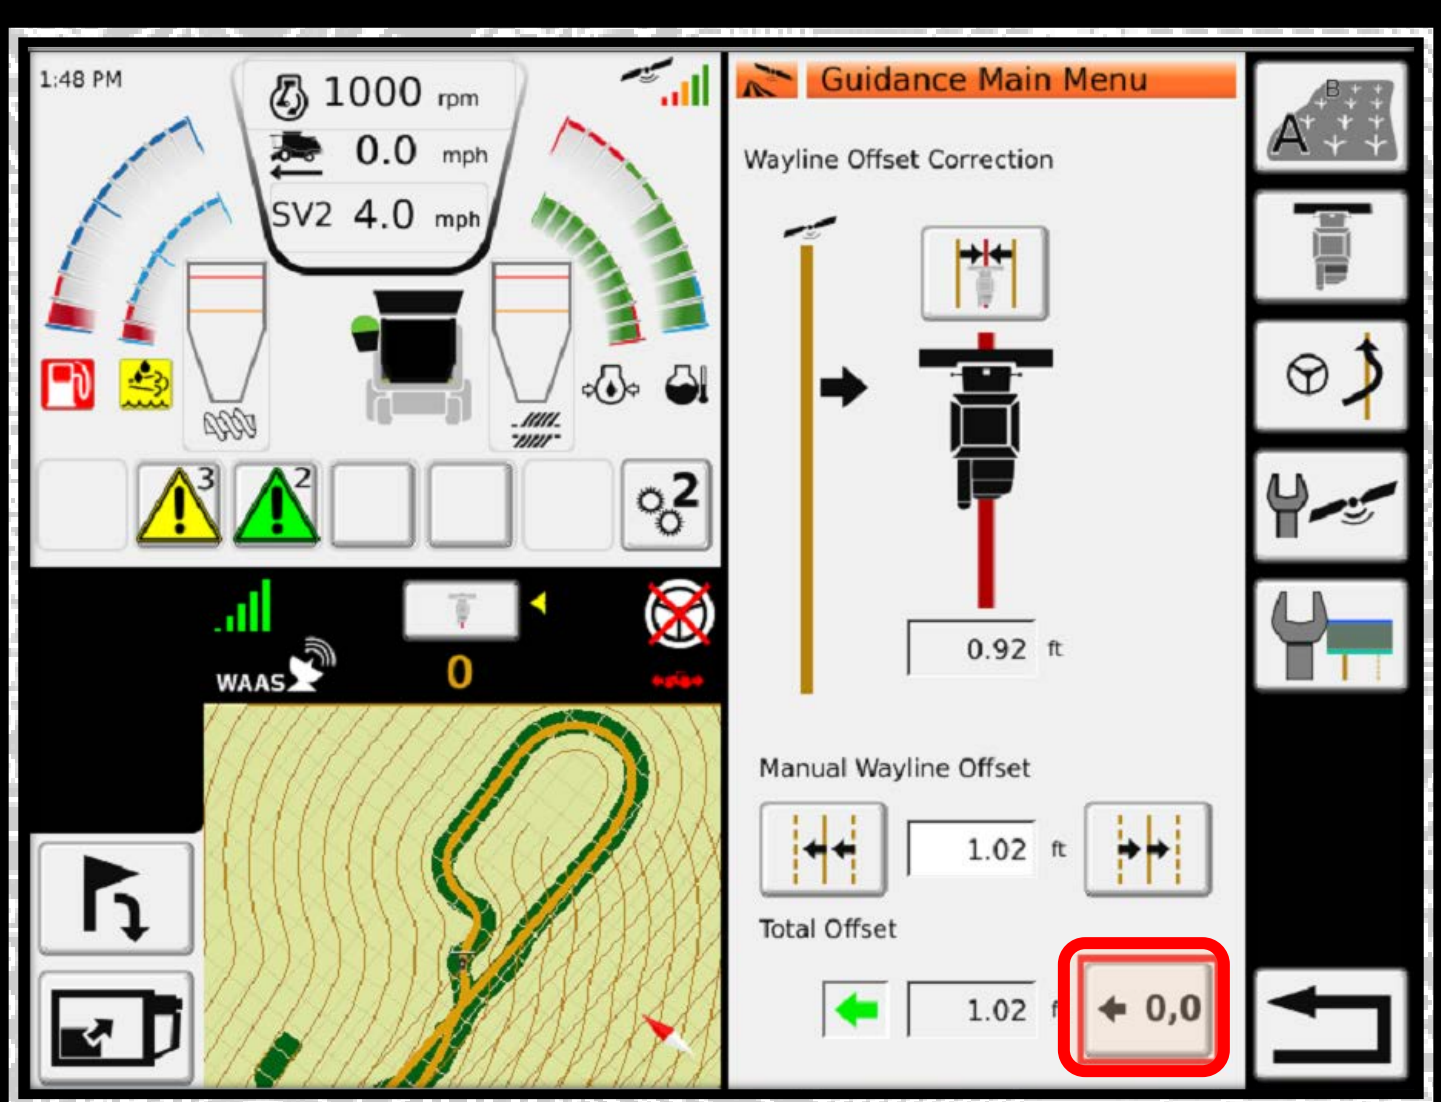 1:48 PM
1000 rpm
0.0 mph
SV2 4.0 mph
3
2
2
WAAS
0
Guidance Main Menu
Wayline Offset Correction
0.92 ft
Manual Wayline Offset
1.02 ft
Total Offset
1.02
0,0
B
A